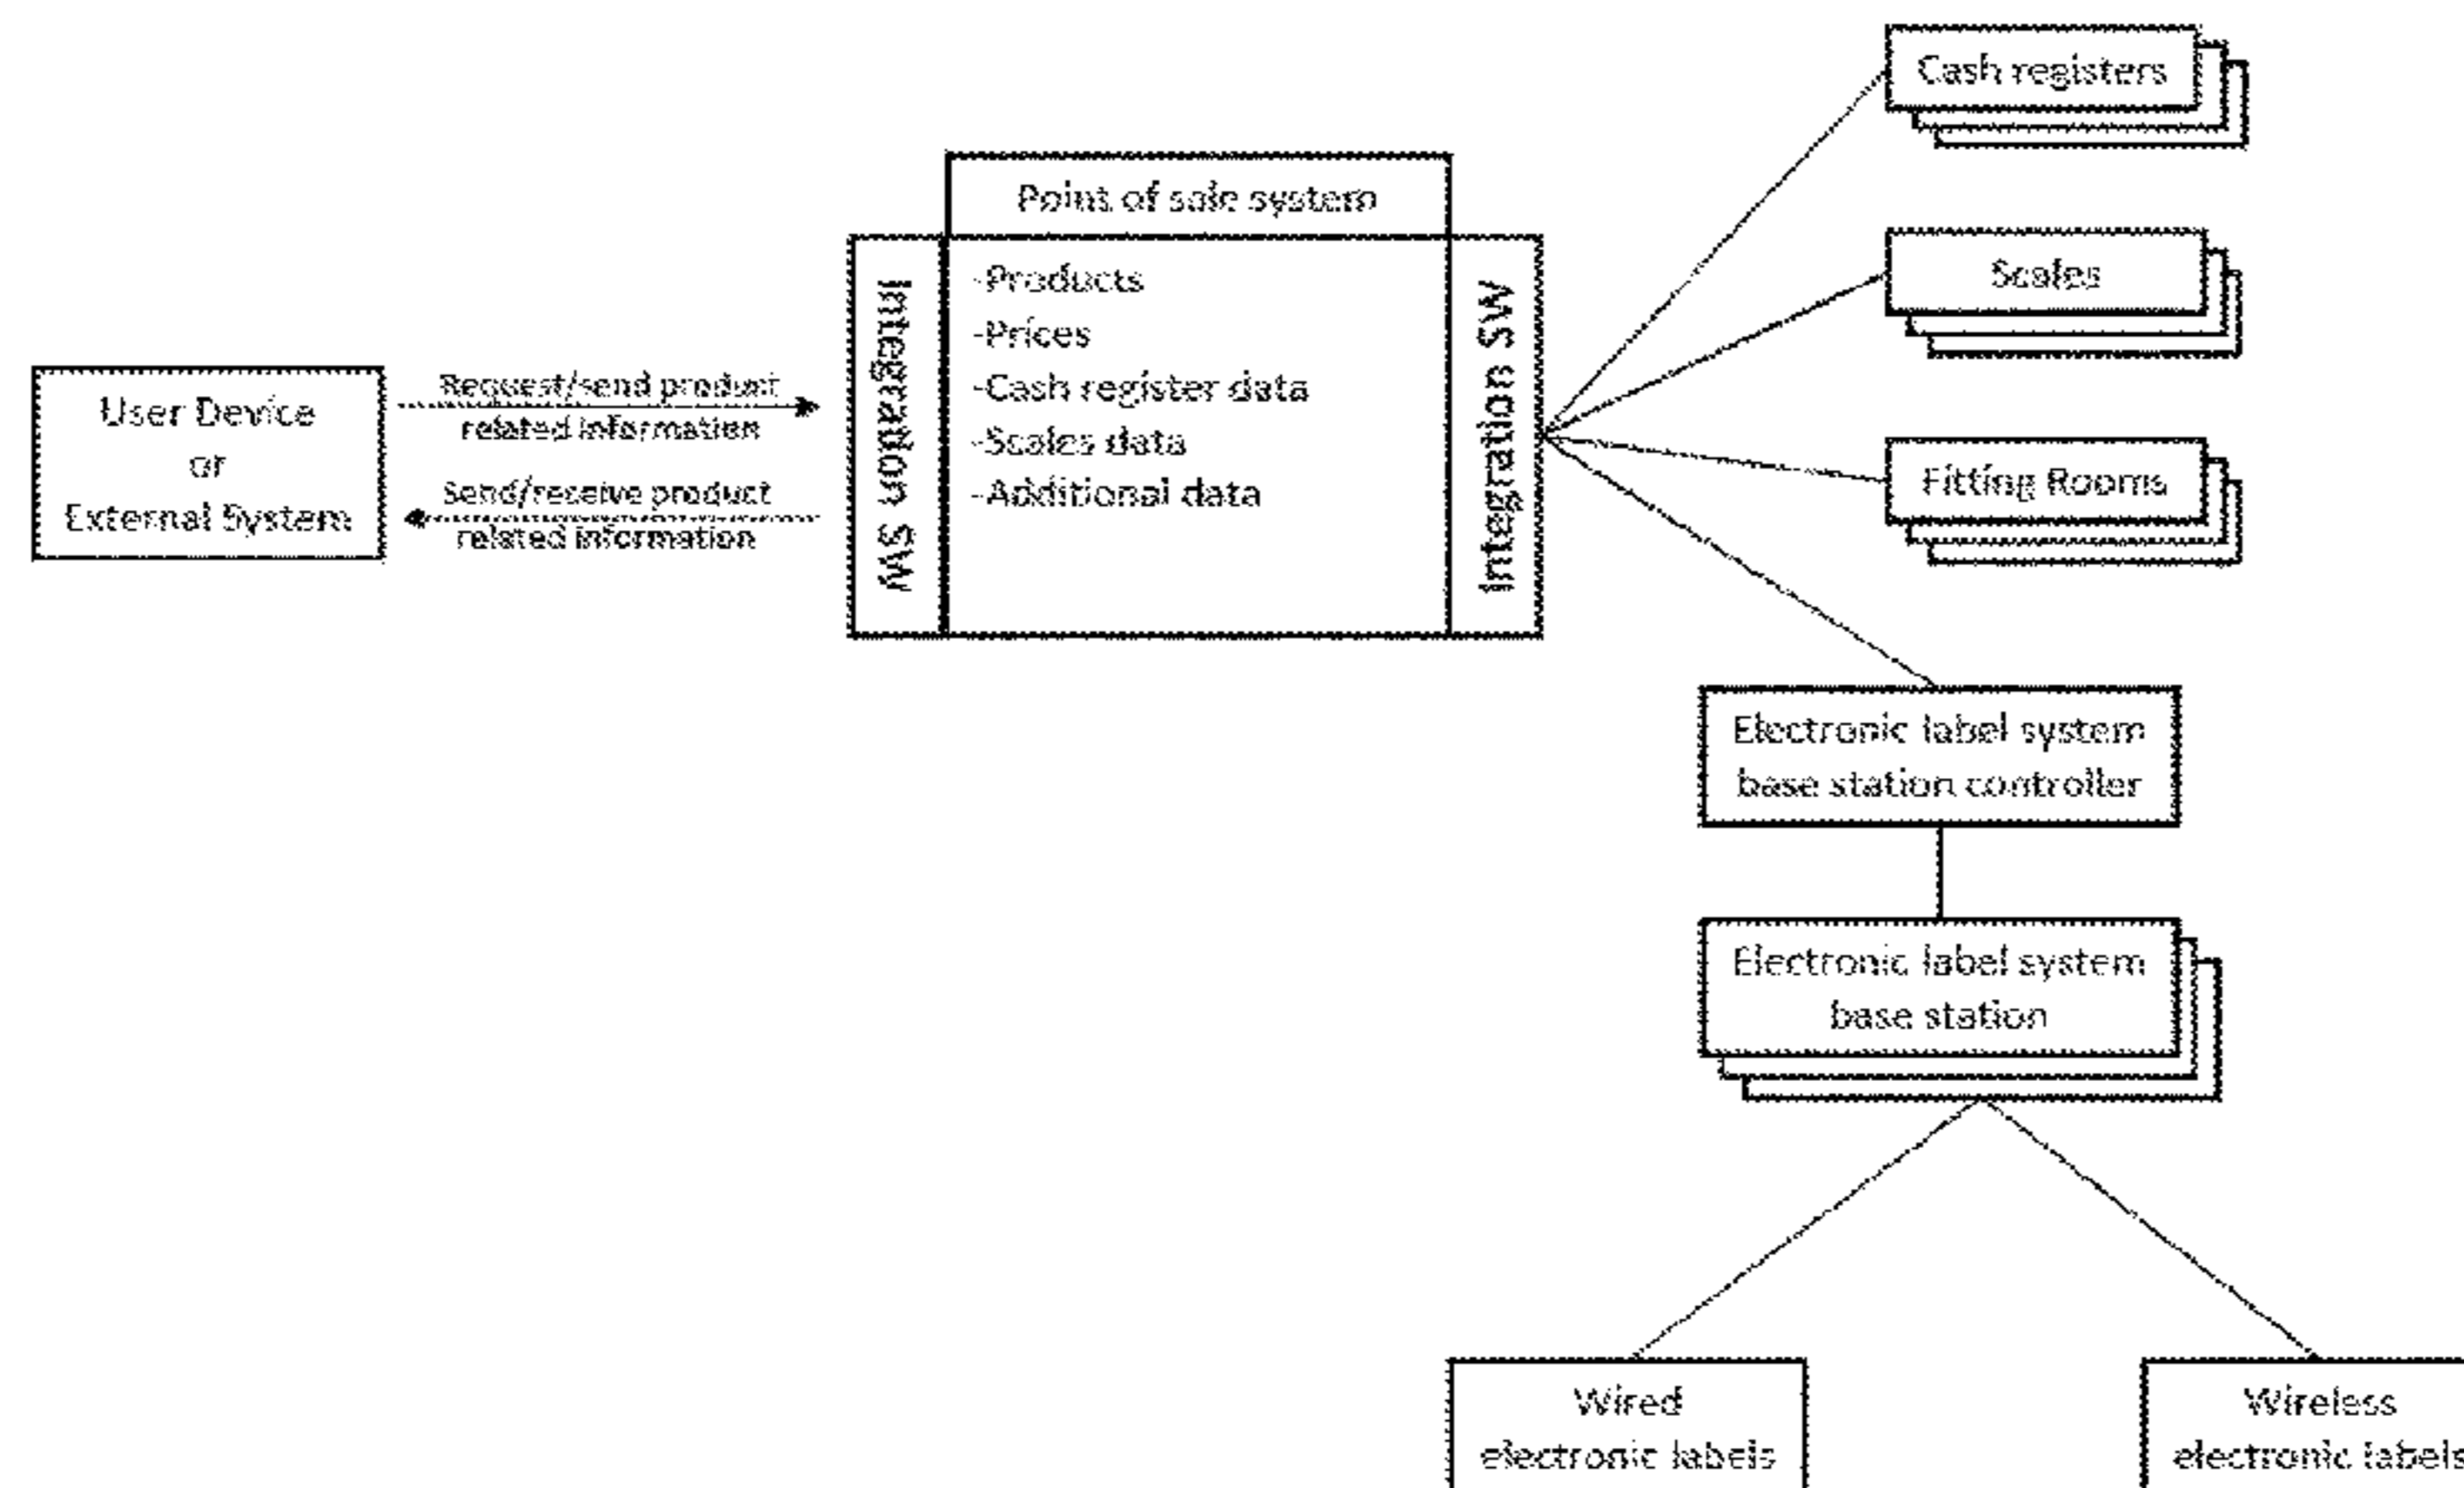 Cash registers
Point of sale system
Scales
Integration SW
-Products
-Prices
-Cash register data
-Scales data
-Additional data
Integration SW
User Device
or
External System
Request/send product
related information
Send/receive product
related information
Fitting Rooms
Electronic label system
base station controller
Electronic label system
base station
Wired
electronic labels
Wireless
electronic labels